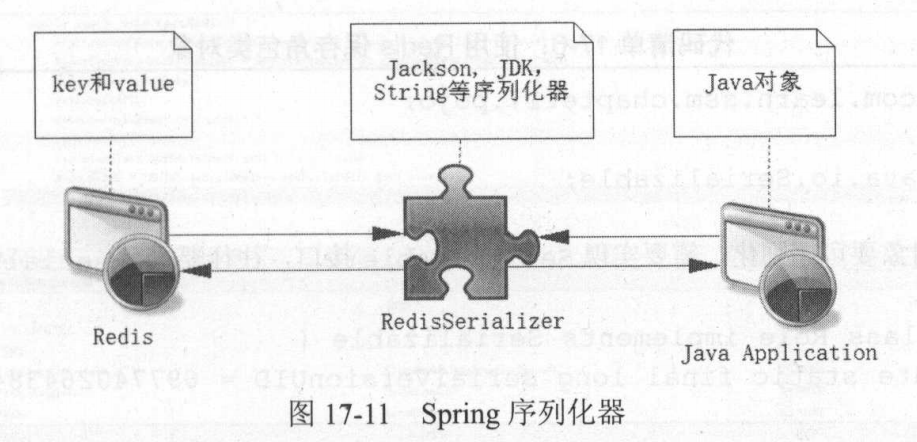 key和value
Jackson, JDK,
String等序列化器
Java对象
Redis
RedisSerializer
Java Application
图 17-11 Spring 序列化器